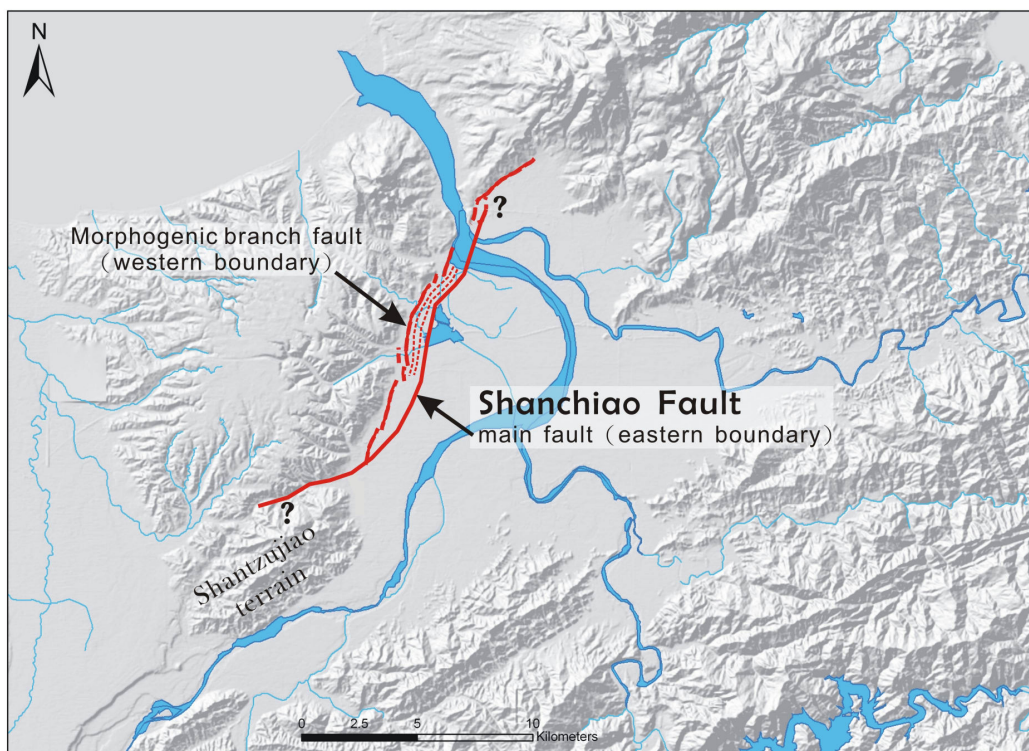 N
?
Morphogenic branch fault
（western boundary）
Shanchiao Fault
main fault（eastern boundary）
?
Shantzujiao
terrain
0 2.5 5 10
Kilometers